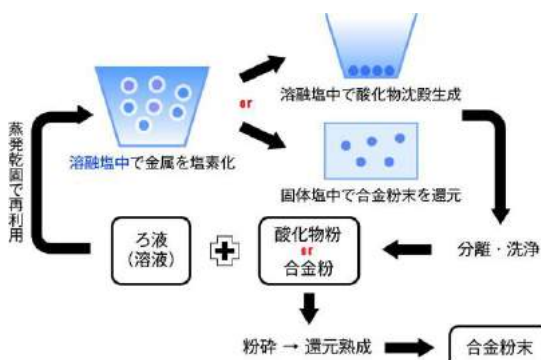 溶融塩中で酸化物沈殿生成
or
溶融塩中で金属を塩素化
固体塩中で合金粉末を還元
蒸発乾固で再利用
ろ液
(溶液)
酸化物粉
or
合金粉
分離・洗浄
粉砕 → 還元熟成
合金粉末